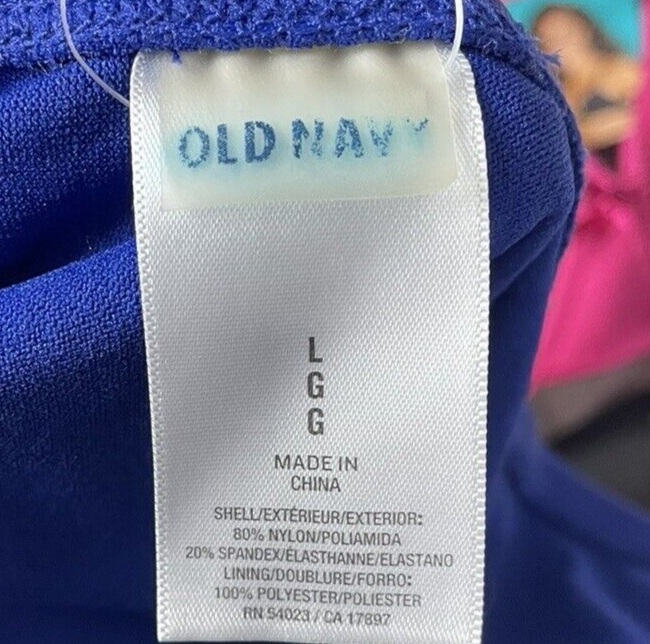 OLD NAVY
L
G
G
MADE IN
CHINA
SHELL/EXTÉRIEUR/EXTERIOR:
80% NYLON/POLIAMIDA
20% SPANDEX/ÉLASTHANNE/ELASTANO
LINING/DOUBLURE/FORRO:
100% POLYESTER/POLIESTER
RN 54023 / CA 17897